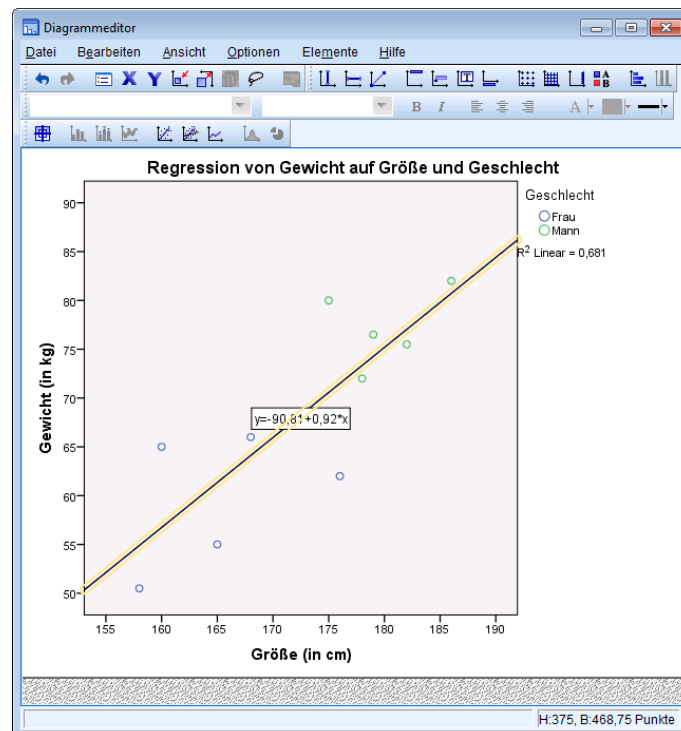 Diagrammeditor
Datei Bearbeiten Ansicht Optionen Elemente Hilfe
X Y
B I A
Regression von Gewicht auf Größe und Geschlecht
Geschlecht
Frau
Mann
R² Linear = 0,681
90
85
80
75
70
65
60
55
50
Gewicht (in kg)
y=-90,81+0,92*x
155 160 165 170 175 180 185 190
Größe (in cm)
H:375, B:468,75 Punkte